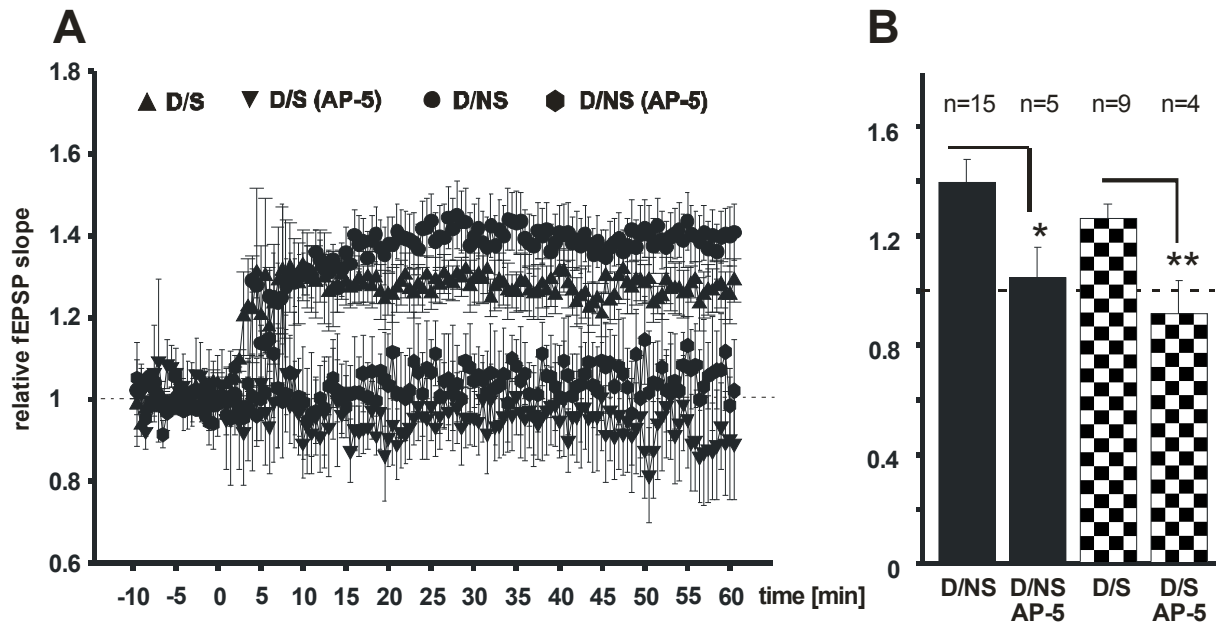 A
B
1.8
1.6
1.4
1.2
1
0.8
0.6
relative fEPSP slope
D/S D/S (AP-5) D/NS D/NS (AP-5)
-10 -5 0 5 10 15 20 25 30 35 40 45 50 55 60 time [min]
n=15 n=5 n=9 n=4
1.6
1.2
0.8
0.4
0
*
**
D/NS D/NS AP-5 D/S D/S AP-5